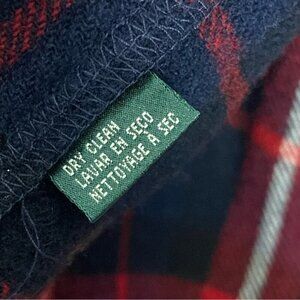 DRY CLEAN
LAVAR EN SECO
NETTOYAGE À SEC